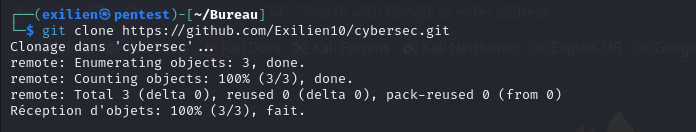 ┌──(exilien㉿pentest)-[~/Bureau]
└─$ git clone https://github.com/Exilien10/cybersec.git
Clonage dans 'cybersec'...
remote: Enumerating objects: 3, done.
remote: Counting objects: 100% (3/3), done.
remote: Total 3 (delta 0), reused 0 (delta 0), pack-reused 0 (from 0)
Réception d'objets: 100% (3/3), fait.